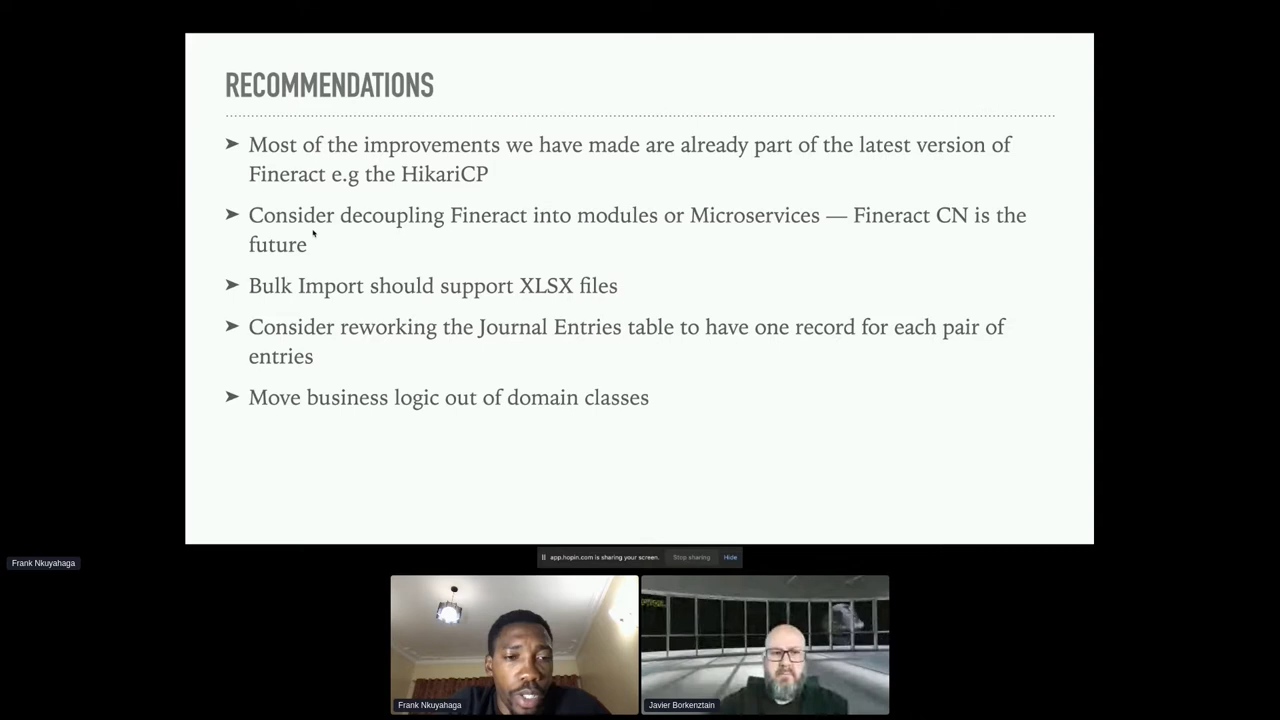 RECOMMENDATIONS
➤ Most of the improvements we have made are already part of the latest version of
Fineract e.g the HikariCP
➤ Consider decoupling Fineract into modules or Microservices — Fineract CN is the
future
➤ Bulk Import should support XLSX files
➤ Consider reworking the Journal Entries table to have one record for each pair of
entries
➤ Move business logic out of domain classes
app.hopin.com is sharing your screen. Stop sharing Hide
Frank Nkuyahaga
Frank Nkuyahaga
Javier Borkenztain